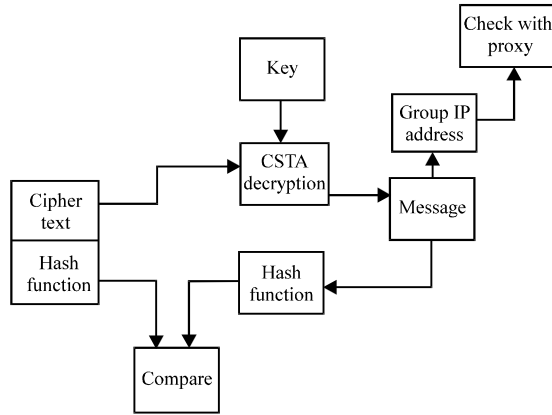 Check with
proxy
Key
Group IP
address
CSTA
decryption
Cipher
text
Message
Hash
function
Hash
function
Compare